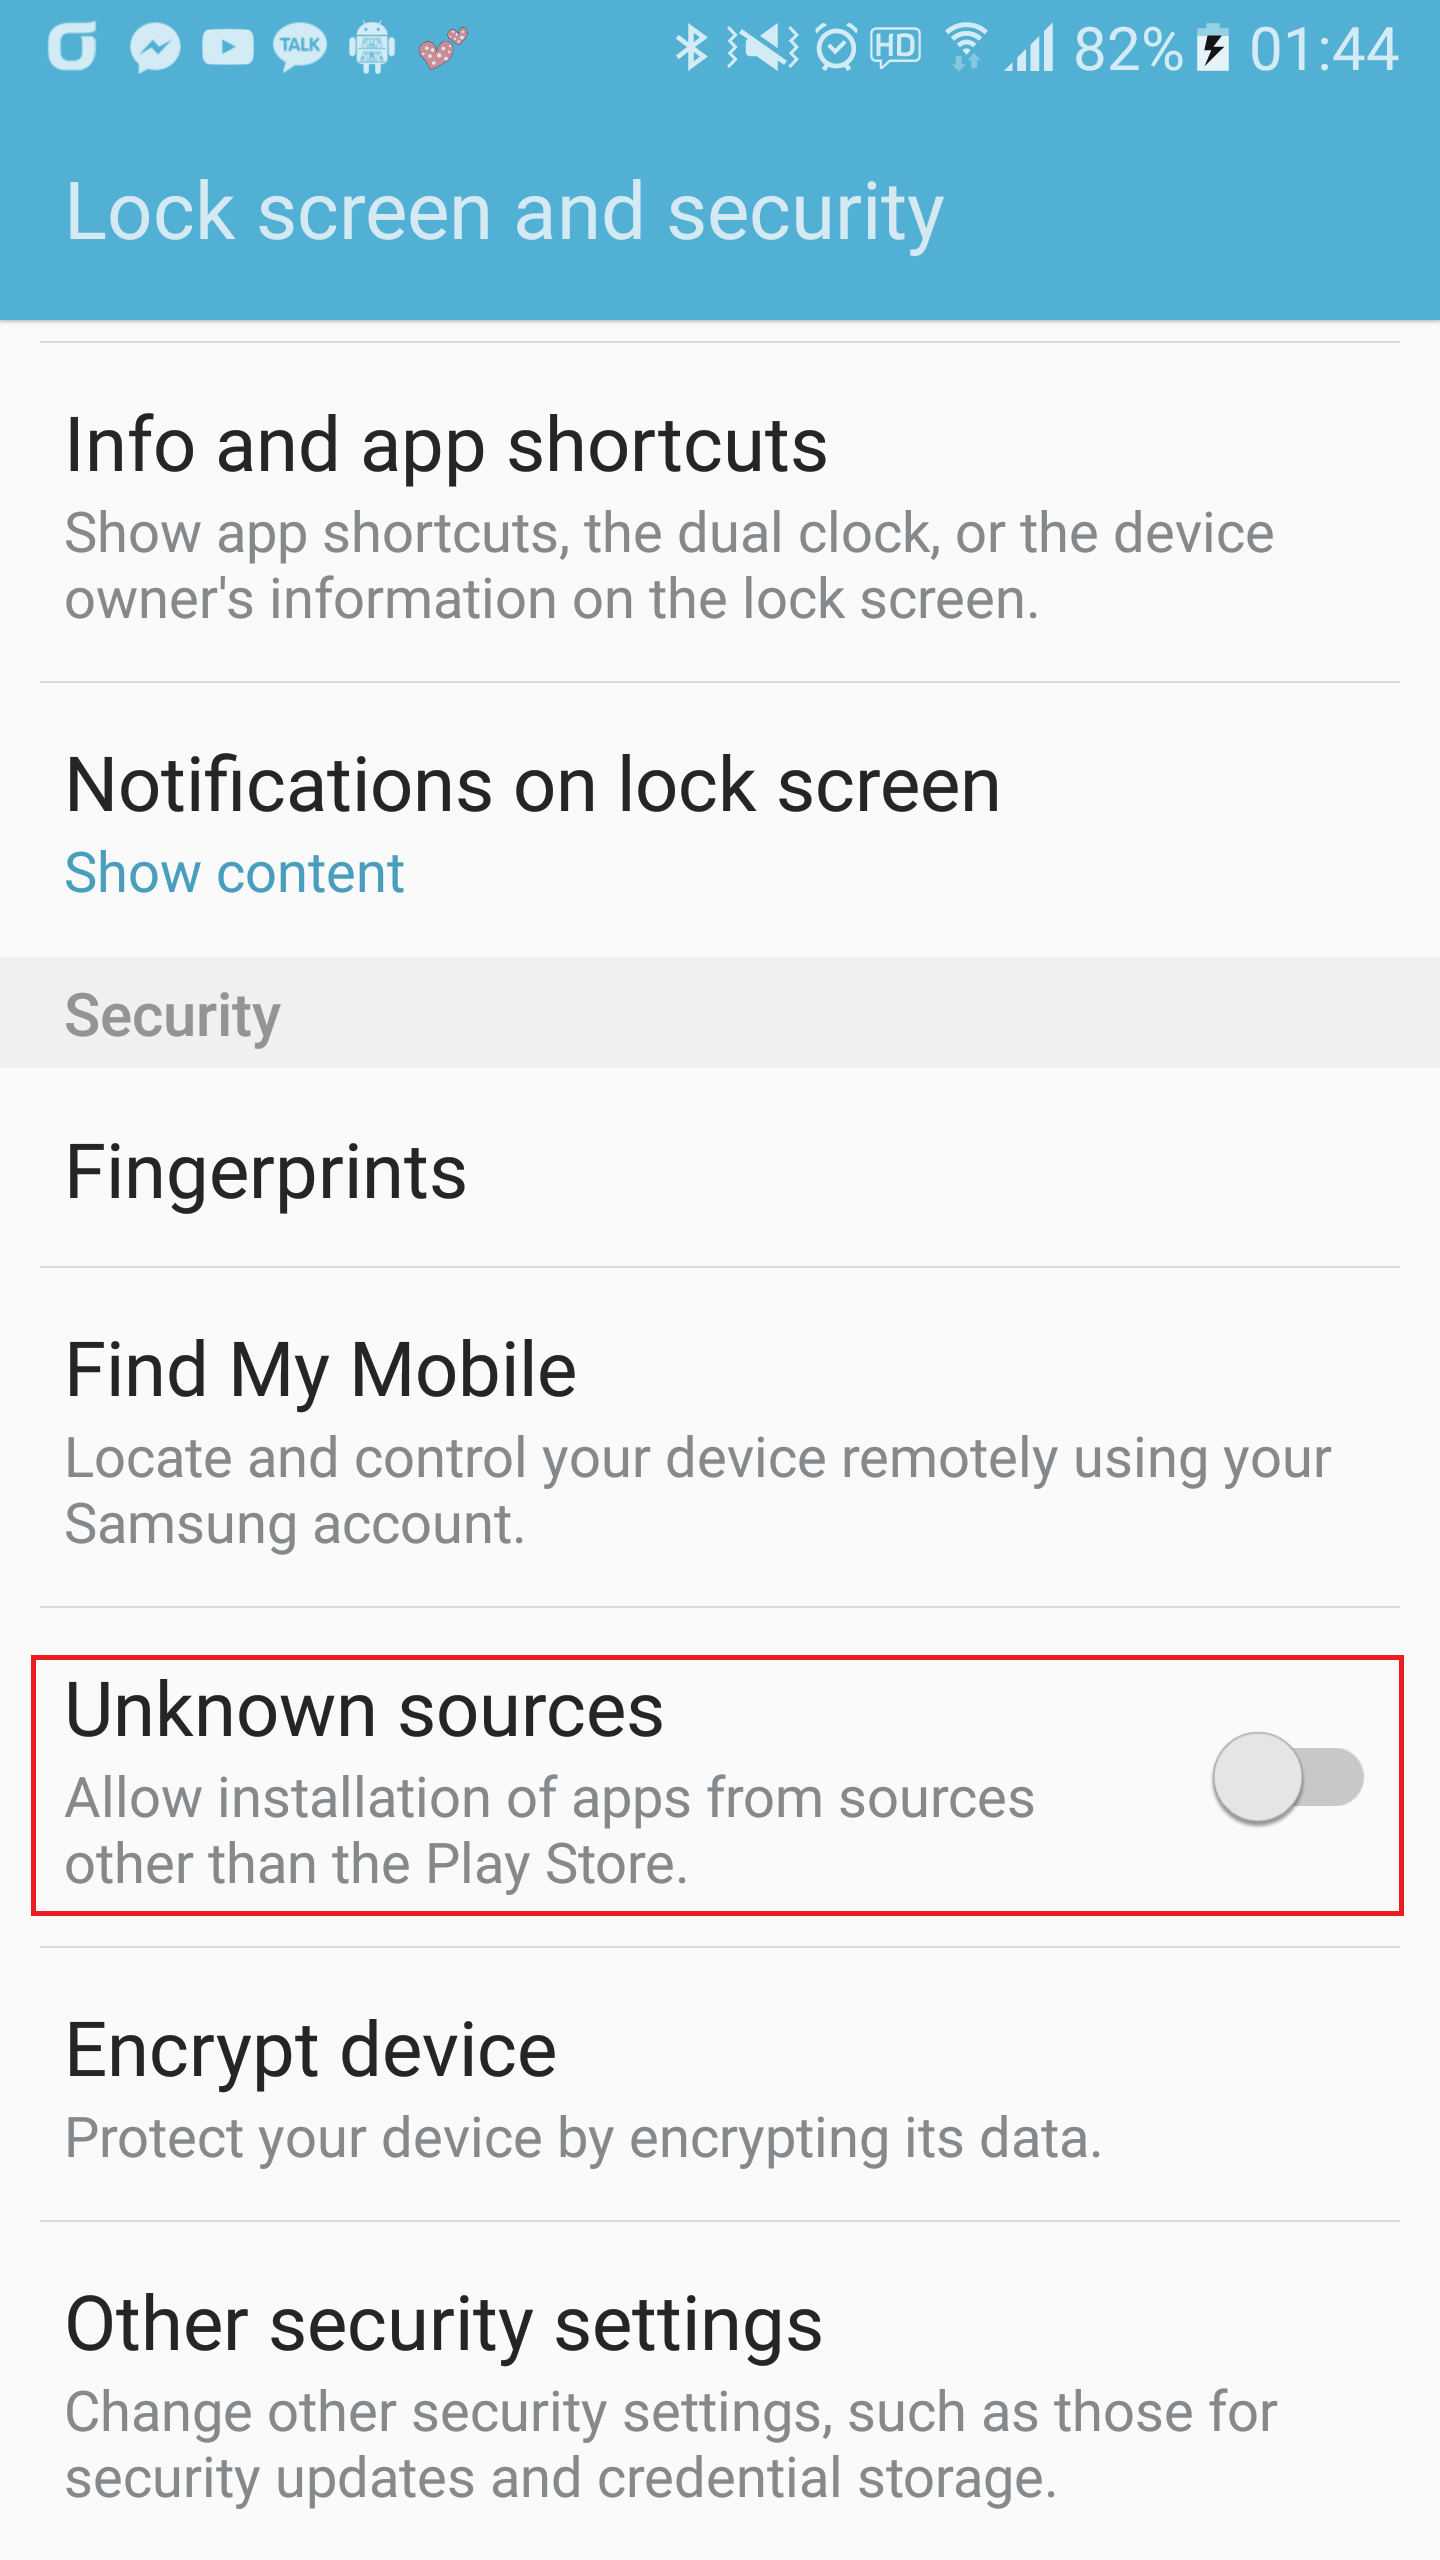 TALK HD 82% 01:44
Lock screen and security
Info and app shortcuts
Show app shortcuts, the dual clock, or the device
owner's information on the lock screen.
Notifications on lock screen
Show content
Security
Fingerprints
Find My Mobile
Locate and control your device remotely using your
Samsung account.
Unknown sources
Allow installation of apps from sources
other than the Play Store.
Encrypt device
Protect your device by encrypting its data.
Other security settings
Change other security settings, such as those for
security updates and credential storage.